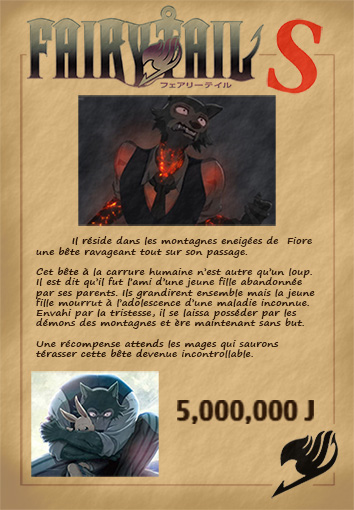 FAIRY TAIL
S
フェアリーテイル
Il réside dans les montagnes eneigées de Fiore
une bête ravageant tout sur son passage.
Cet bête à la carrure humaine n'est autre qu'un loup.
Il est dit qu'il fut l'ami d'une jeune fille abandonnée
par ses parents. Ils grandirent ensemble mais la jeune
fille mourrut à l'adolescence d'une maladie inconnue.
Envahi par la tristesse, il se laissa posséder par les
démons des montagnes et ère maintenant sans but.
Une récompense attends les mages qui saurons
térasser cette bête devenue incontrollable.
5,000,000 J